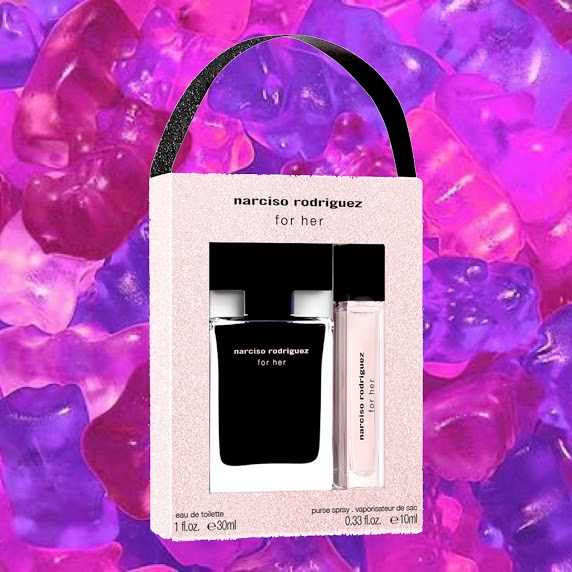 narciso rodriguez
for her
narciso rodriguez
for her
narciso rodriguez
for her
eau de toilette
1 fl.oz. ℮30ml
purse spray . vaporisateur de sac
0.33 fl.oz. ℮10ml